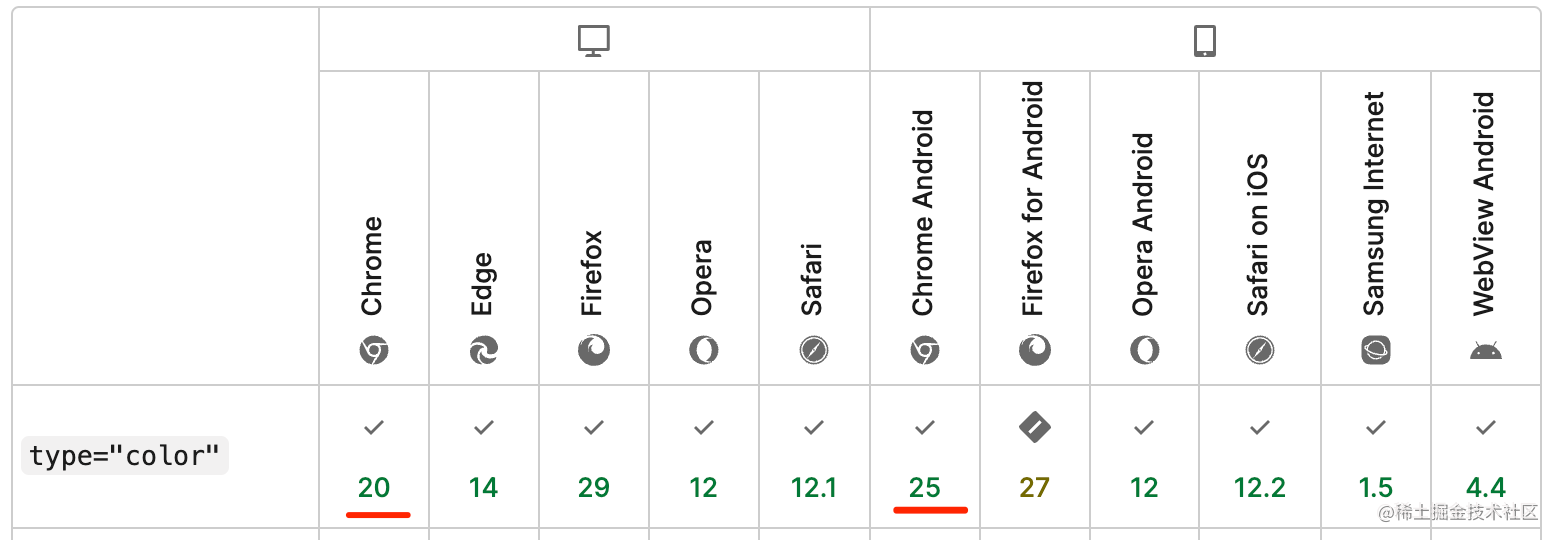 Chrome
Edge
Firefox
Opera
Safari
Chrome Android
Firefox for Android
Opera Android
Safari on iOS
Samsung Internet
WebView Android
type="color"
20
14
29
12
12.1
25
27
12
12.2
1.5
4.4
@稀土掘金技术社区